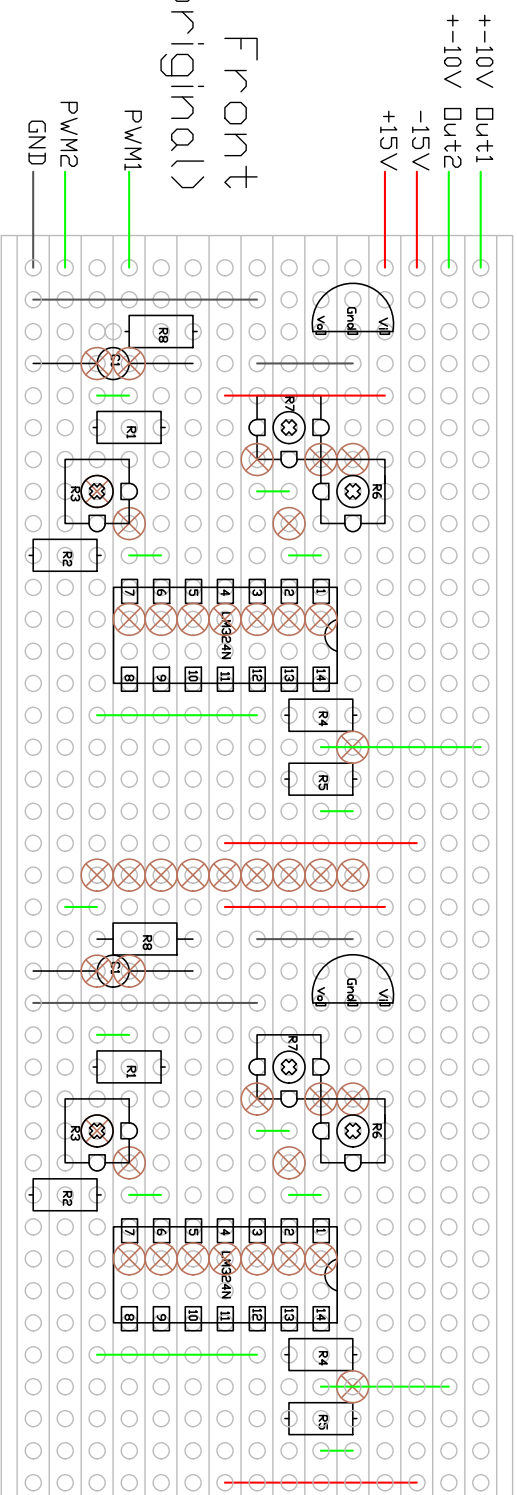 +-10V Out1
+-10V Out2
-15V
+15V
Front
riginal)
PWM1
PWM2
GND
Vi
Gnd
Vo
R8
C1
R7
R1
R6
R3
R2
1
2
3
4
5
6
7
LM324N
14
13
12
11
10
9
8
R4
R5
R8
Vi
Gnd
Vo
C1
R7
R1
R6
R3
R2
1
2
3
4
5
6
7
LM324N
14
13
12
11
10
9
8
R4
R5